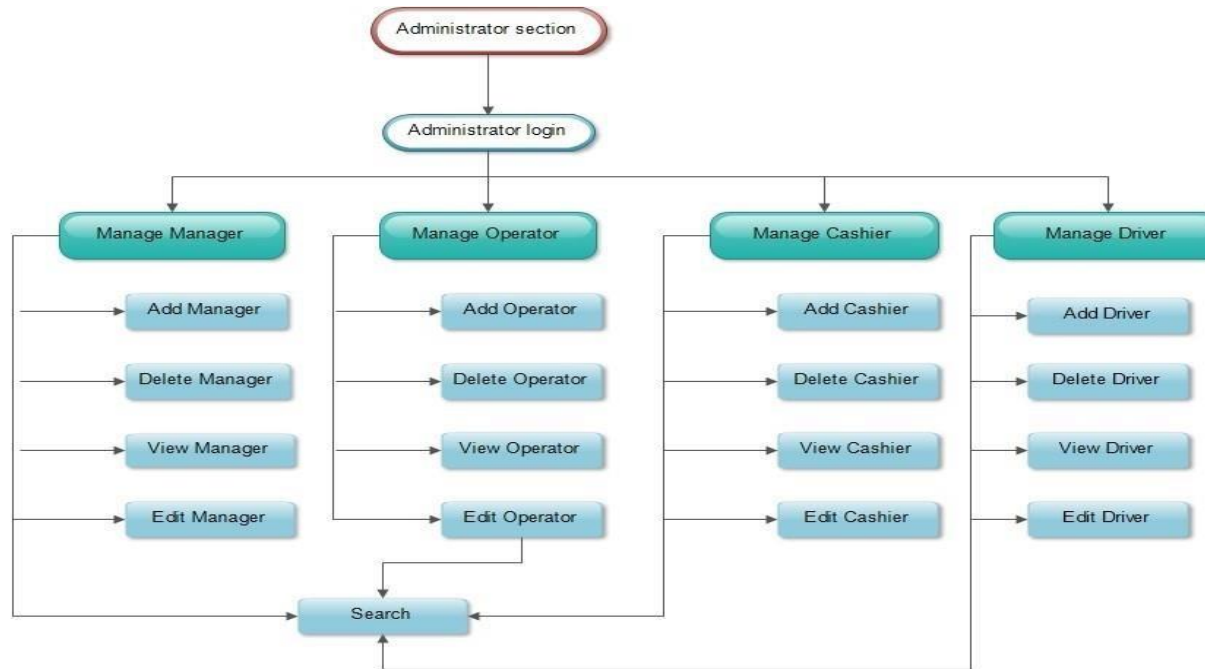 Administrator section
Administrator login
Manage Manager
Manage Operator
Manage Cashier
Manage Driver
Add Manager
Add Operator
Add Cashier
Add Driver
Delete Manager
Delete Operator
Delete Cashier
Delete Driver
View Manager
View Operator
View Cashier
View Driver
Edit Manager
Edit Operator
Edit Cashier
Edit Driver
Search